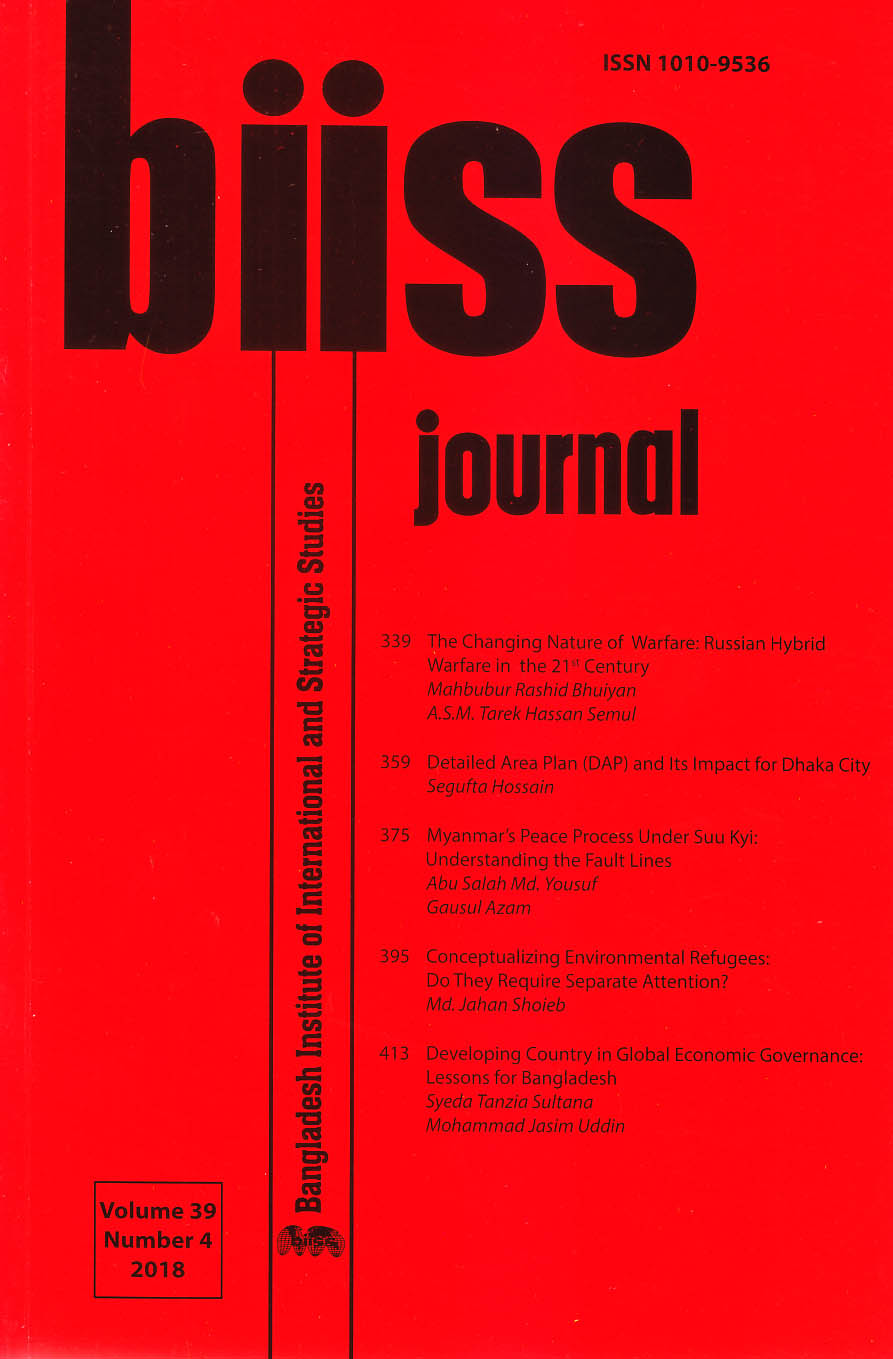 ISSN 1010-9536
biiss
journal
Bangladesh Institute of International and Strategic Studies
339 The Changing Nature of Warfare: Russian Hybrid
Warfare in the 21st Century
Mahbubur Rashid Bhuiyan
A.S.M. Tarek Hassan Semul
359 Detailed Area Plan (DAP) and Its Impact for Dhaka City
Segufta Hossain
375 Myanmar's Peace Process Under Suu Kyi:
Understanding the Fault Lines
Abu Salah Md. Yousuf
Gausul Azam
395 Conceptualizing Environmental Refugees:
Do They Require Separate Attention?
Md. Jahan Shoieb
413 Developing Country in Global Economic Governance:
Lessons for Bangladesh
Syeda Tanzia Sultana
Mohammad Jasim Uddin
Volume 39
Number 4
2018
biiss